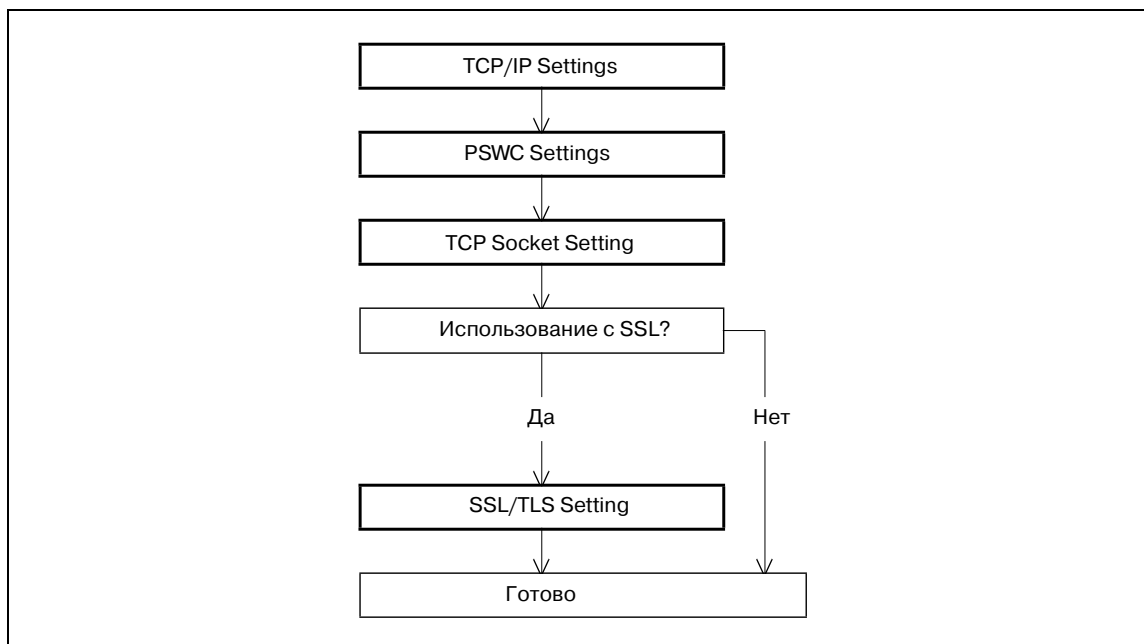 TCP/IP Settings
PSWC Settings
TCP Socket Setting
Использование с SSL?
Да
Нет
SSL/TLS Setting
Готово